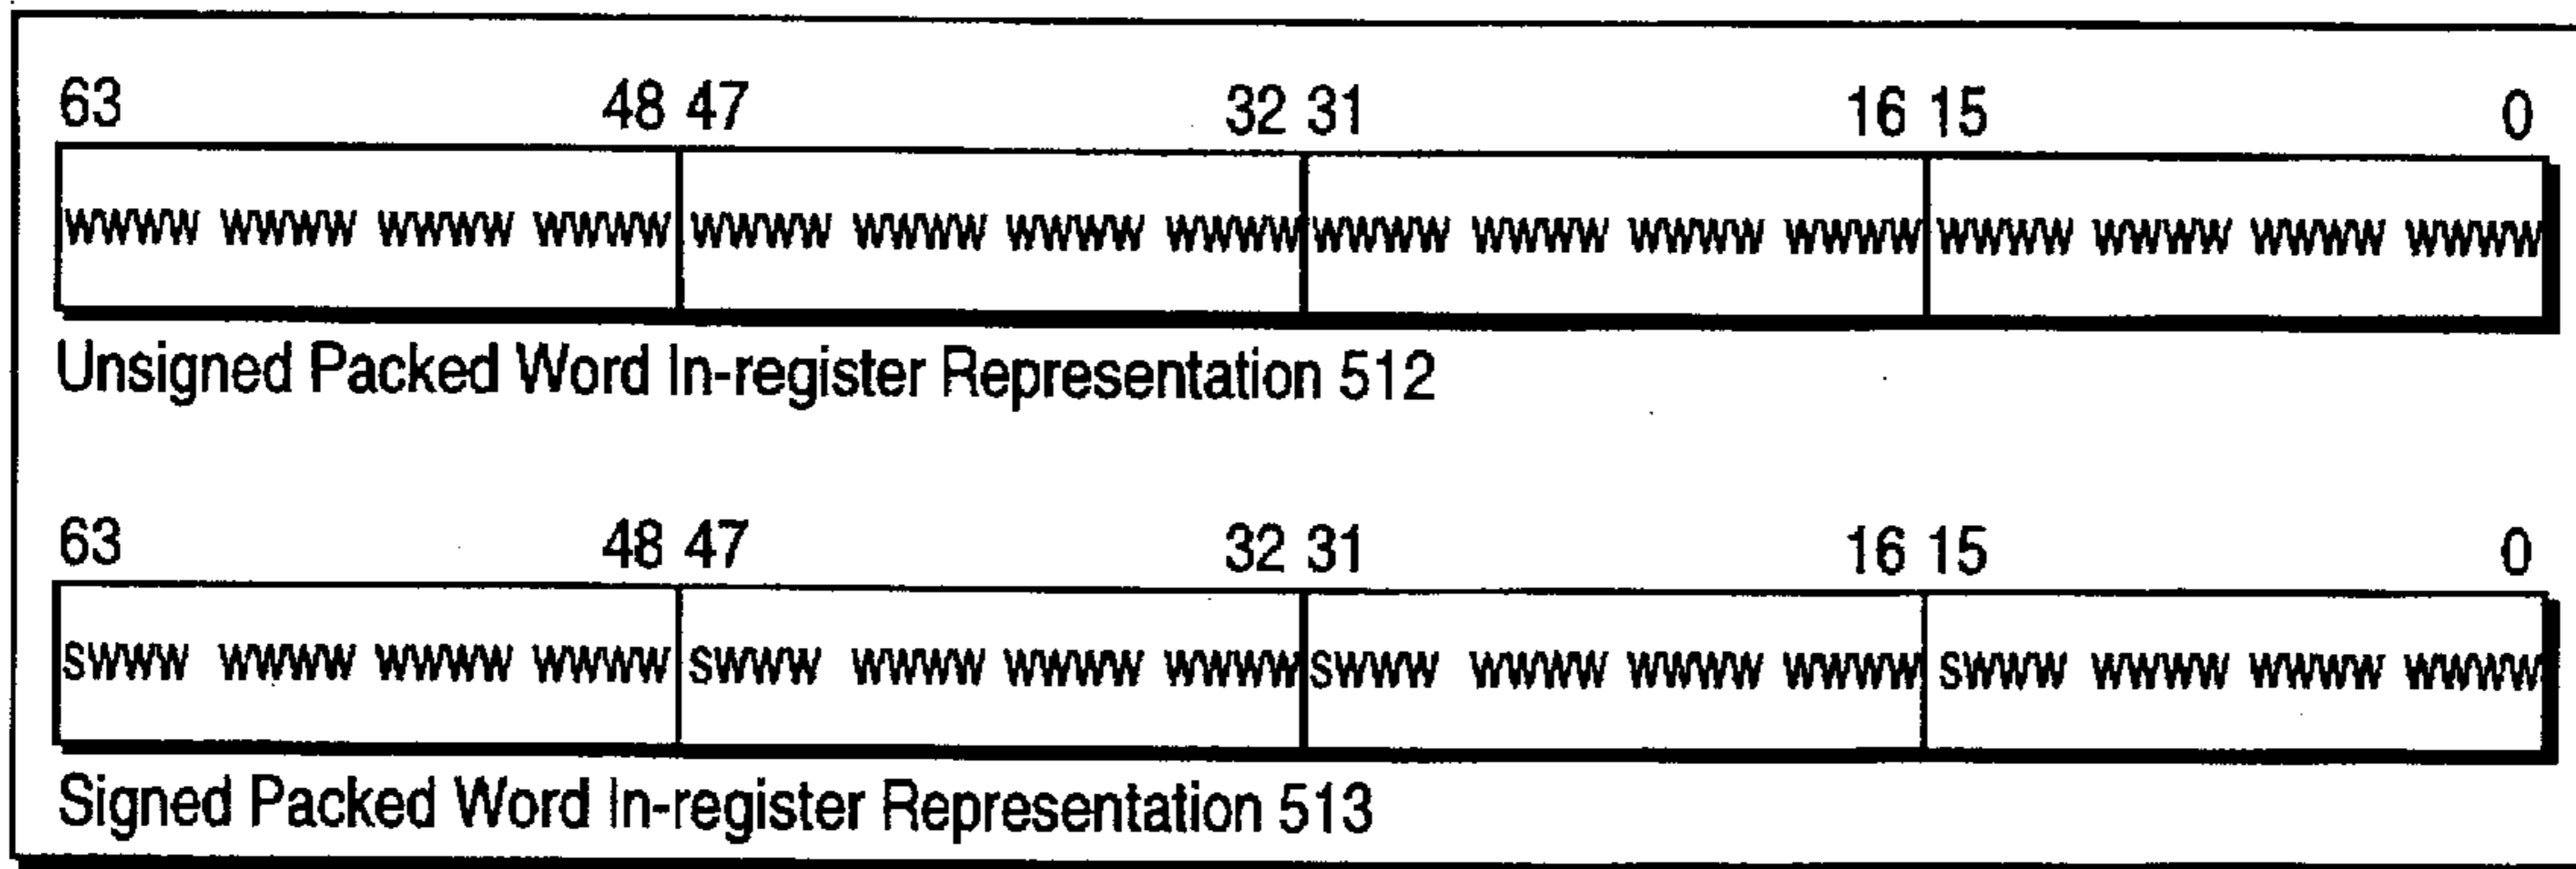 63 48 47 32 31 16 15 0
wwww wwww wwww wwww wwww wwww wwww wwww wwww wwww wwww wwww wwww wwww wwww wwww
Unsigned Packed Word In-register Representation 512
63 48 47 32 31 16 15 0
swww wwww wwww wwww swww wwww wwww wwww swww wwww wwww wwww swww wwww wwww wwww
Signed Packed Word In-register Representation 513